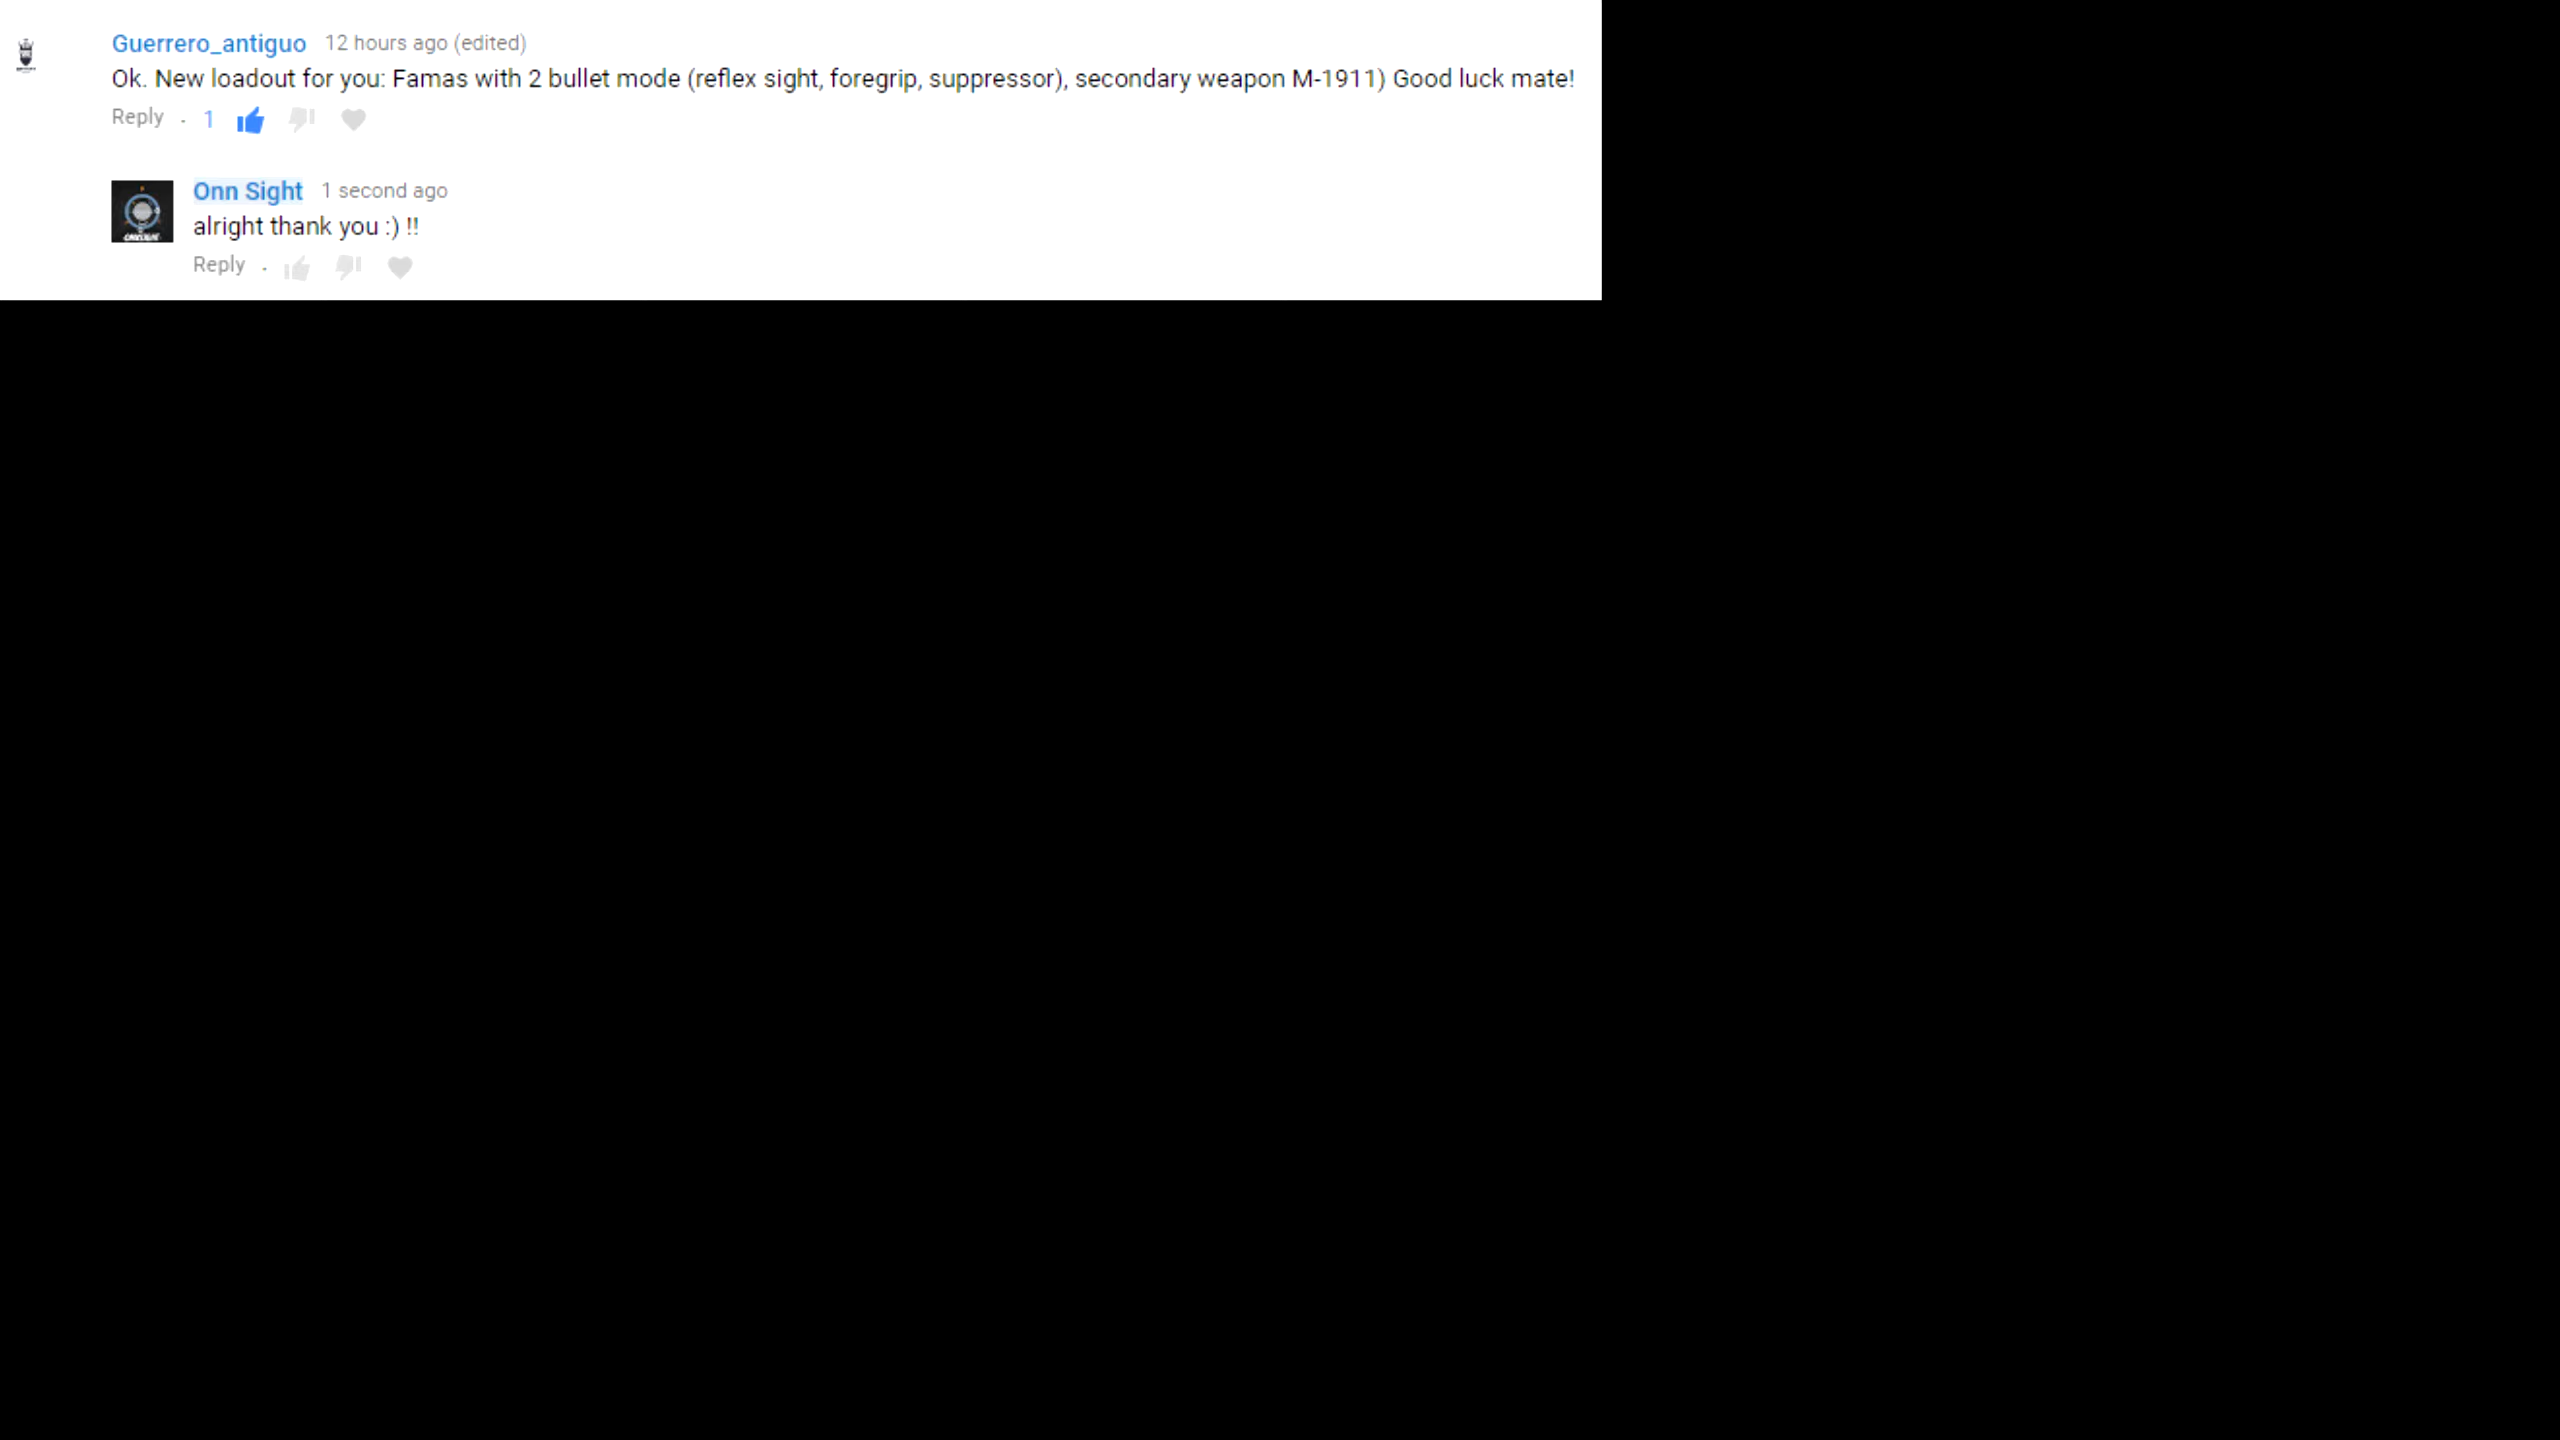 Guerrero_antiguo 12 hours ago (edited)
Ok. New loadout for you: Famas with 2 bullet mode (reflex sight, foregrip, suppressor), secondary weapon M-1911) Good luck mate!
Reply . 1
Onn Sight 1 second ago
alright thank you :) !!
Reply .